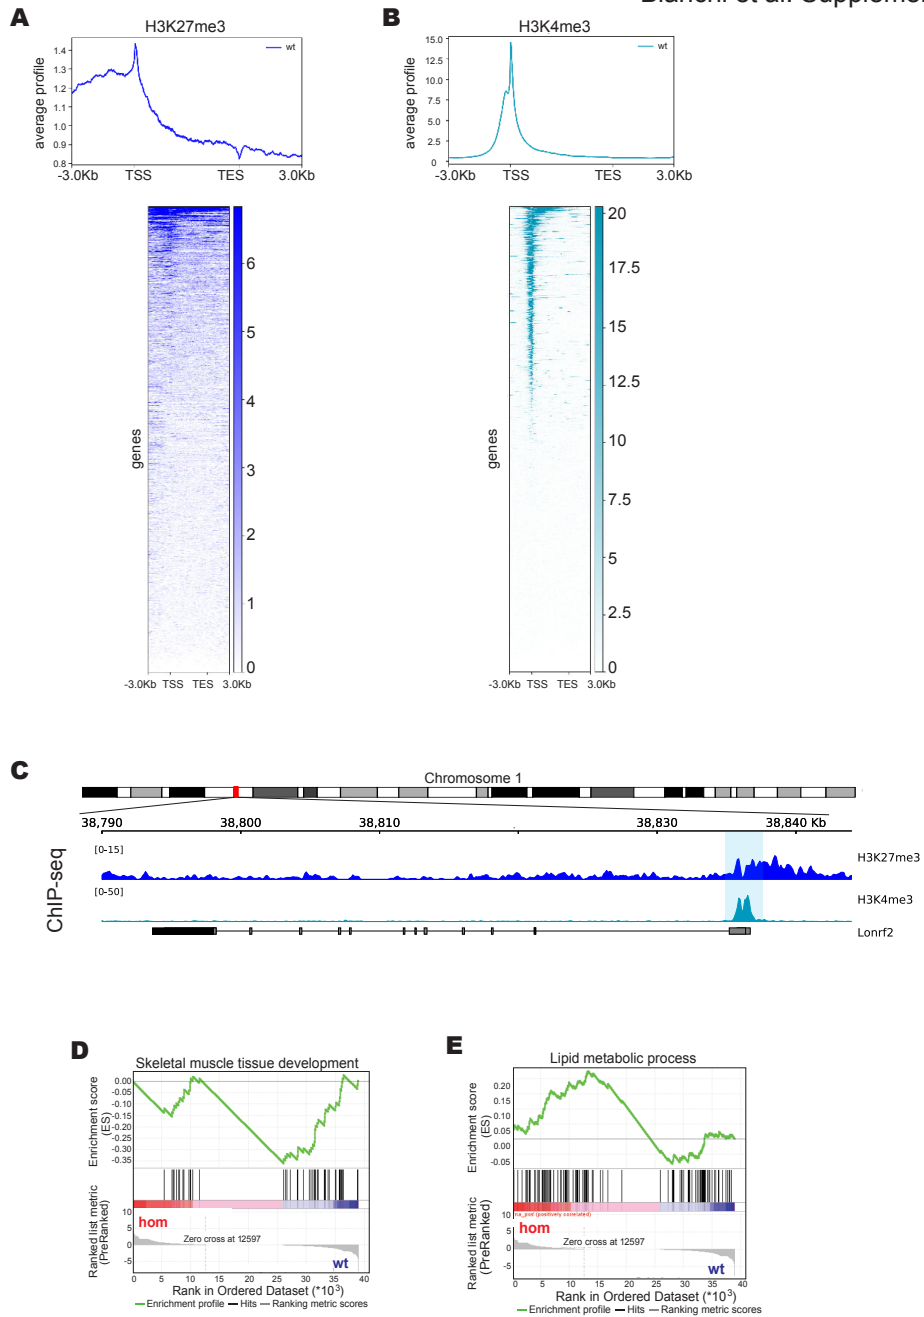 Bianchi et al. Supplemen
A
H3K27me3
average profile
1.4
1.3
1.2
1.1
1.0
0.9
0.8
wt
-3.0Kb TSS TES 3.0Kb
genes
6
5
4
3
2
1
0
-3.0Kb TSS TES 3.0Kb
B
H3K4me3
average profile
15.0
12.5
10.0
7.5
5.0
2.5
0
wt
-3.0Kb TSS TES 3.0Kb
genes
20
17.5
15
12.5
10
7.5
5
2.5
0
-3.0Kb TSS TES 3.0Kb
C
Chromosome 1
38,790 38,800 38,810 38,830 38,840 Kb
ChIP-seq
[0-15]
H3K27me3
[0-50]
H3K4me3
Lonrf2
D
Skeletal muscle tissue development
Enrichment score
(ES)
0.00
-0.05
-0.10
-0.15
-0.20
-0.25
-0.30
-0.35
Ranked list metric
(PreRanked)
10
5
0
-5
hom
Zero cross at 12597
wt
0 5 10 15 20 25 30 35 40
Rank in Ordered Dataset (*10³)
Enrichment profile Hits Ranking metric scores
E
Lipid metabolic process
Enrichment score
(ES)
0.20
0.15
0.10
0.05
0.00
-0.05
Ranked list metric
(PreRanked)
na_pos' (positively correlated)
10
5
0
-5
hom
Zero cross at 12597
wt
0 5 10 15 20 25 30 35 40
Rank in Ordered Dataset (*10³)
Enrichment profile Hits Ranking metric scores